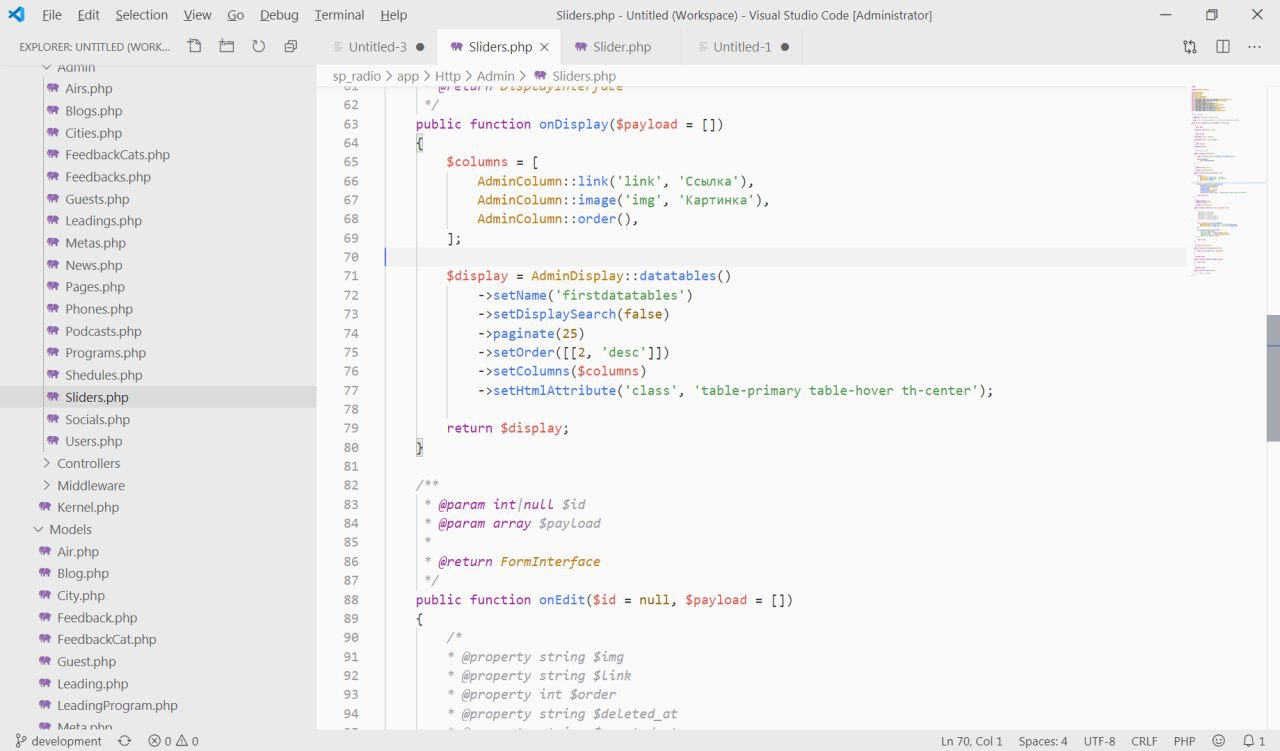 File Edit Selection View Go Debug Terminal Help
Sliders.php - Untitled (Workspace) - Visual Studio Code [Administrator]
EXPLORER: UNTITLED (WORK...
Untitled-3
Sliders.php
Slider.php
Untitled-1
sp_radio > app > Http > Admin > Sliders.php
Admin
Airs.php
Blogs.php
Cities.php
FeedbackCats.php
Feedbacks.php
Guests.php
Leadings.php
Metas.php
News.php
Pages.php
Phones.php
Podcasts.php
Programs.php
Shedules.php
Sliders.php
Socials.php
Users.php
Controllers
Middleware
Kernel.php
Models
Air.php
Blog.php
City.php
Feedback.php
FeedbackCat.php
Guest.php
Leading.php
LeadingProgram.php
Meta.php
61 * @return DisplayInterface
62 */
63 public function onDisplay($payload = [])
64 {
65 $columns = [
66 AdminColumn::link('link', 'Ссылка'),
67 AdminColumn::image('img', 'Картинка'),
68 AdminColumn::order(),
69 ];
70
71 $display = AdminDisplay::datatables()
72 ->setName('firstdatatables')
73 ->setDisplaySearch(false)
74 ->paginate(25)
75 ->setOrder([[2, 'desc']])
76 ->setColumns($columns)
77 ->setHtmlAttribute('class', 'table-primary table-hover th-center');
78
79 return $display;
80 }
81
82 /**
83 * @param int|null $id
84 * @param array $payload
85 *
86 * @return FormInterface
87 */
88 public function onEdit($id = null, $payload = [])
89 {
90 /*
91 * @property string $img
92 * @property string $link
93 * @property int $order
94 * @property string $deleted_at
development
0 0
Ln 70, Col 1
Spaces: 4
UTF-8
CRLF
PHP
1